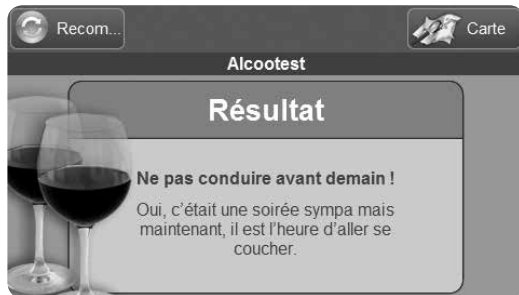 Recom...
Carte
Alcootest
Résultat
Ne pas conduire avant demain !
Oui, c'était une soirée sympa mais
maintenant, il est l'heure d'aller se
coucher.